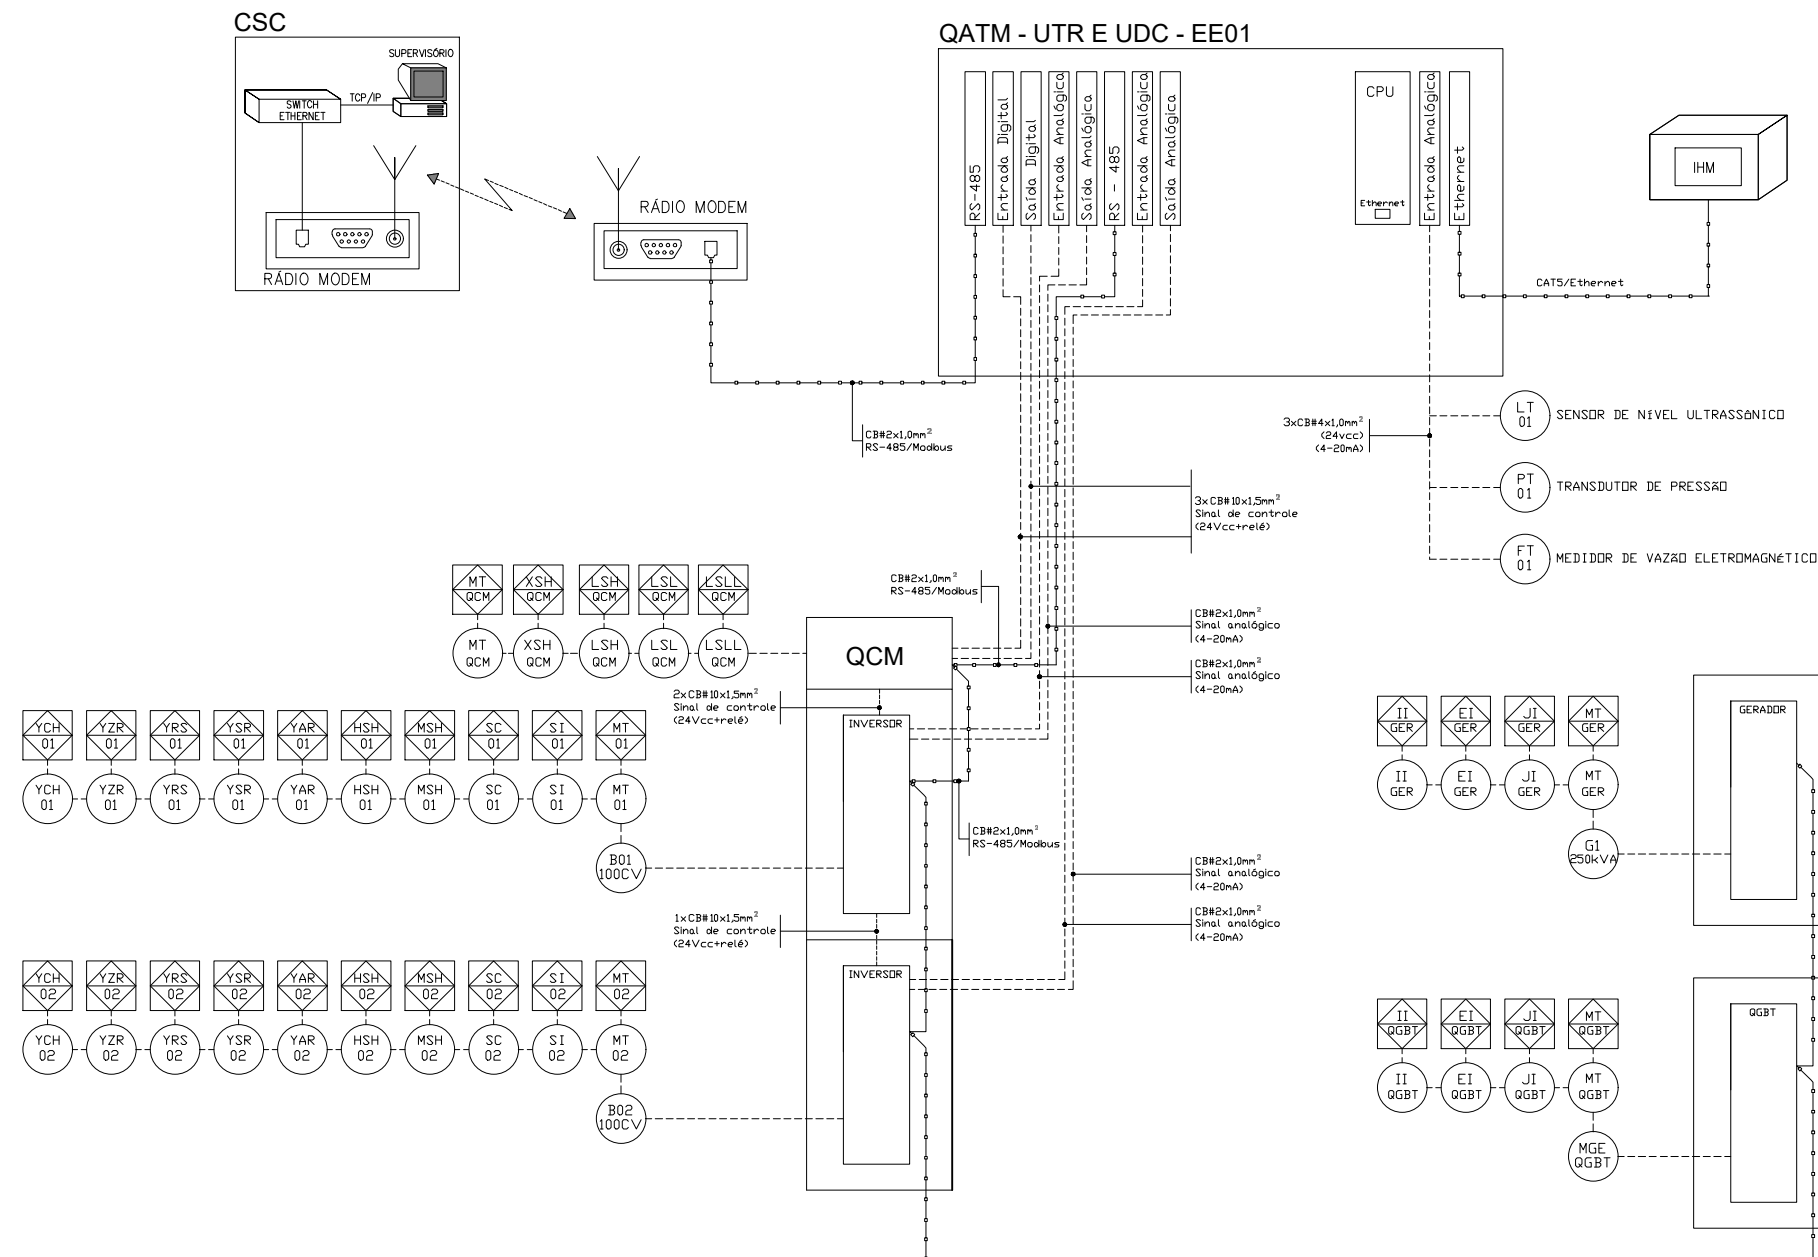 CSC
SUPERVISÓRIO
TCP/IP
SWITCH
ETHERNET
RÁDIO MODEM
RÁDIO MODEM
QATM - UTR E UDC - EE01
RS-485
Entrada Digital
Saída Digital
Entrada Analógica
Saída Analógica
RS - 485
Entrada Analógica
Saída Analógica
CPU
Ethernet
Entrada Analógica
Ethernet
IHM
CAT5/Ethernet
CB#2x1,0mm²
RS-485/Modbus
3xCB#4x1,0mm²
(24vcc)
(4-20mA)
LT
01
SENSOR DE NíVEL ULTRASSôNICO
PT
01
TRANSDUTOR DE PRESSãO
FT
01
MEDIDOR DE VAZãO ELETROMAGNéTICO
3xCB#10x1,5mm²
Sinal de controle
(24Vcc+relé)
CB#2x1,0mm²
RS-485/Modbus
CB#2x1,0mm²
Sinal analógico
(4-20mA)
CB#2x1,0mm²
Sinal analógico
(4-20mA)
MT
QCM
XSH
QCM
LSH
QCM
LSL
QCM
LSLL
QCM
MT
QCM
XSH
QCM
LSH
QCM
LSL
QCM
LSLL
QCM
QCM
2xCB#10x1,5mm²
Sinal de controle
(24Vcc+relé)
INVERSOR
YCH
01
YZR
01
YRS
01
YSR
01
YAR
01
HSH
01
MSH
01
SC
01
SI
01
MT
01
YCH
01
YZR
01
YRS
01
YSR
01
YAR
01
HSH
01
MSH
01
SC
01
SI
01
MT
01
B01
100CV
CB#2x1,0mm²
RS-485/Modbus
CB#2x1,0mm²
Sinal analógico
(4-20mA)
CB#2x1,0mm²
Sinal analógico
(4-20mA)
1xCB#10x1,5mm²
Sinal de controle
(24Vcc+relé)
INVERSOR
YCH
02
YZR
02
YRS
02
YSR
02
YAR
02
HSH
02
MSH
02
SC
02
SI
02
MT
02
YCH
02
YZR
02
YRS
02
YSR
02
YAR
02
HSH
02
MSH
02
SC
02
SI
02
MT
02
B02
100CV
II
GER
EI
GER
JI
GER
MT
GER
II
GER
EI
GER
JI
GER
MT
GER
G1
250kVA
GERADOR
II
QGBT
EI
QGBT
JI
QGBT
MT
QGBT
II
QGBT
EI
QGBT
JI
QGBT
MT
QGBT
MGE
QGBT
QGBT